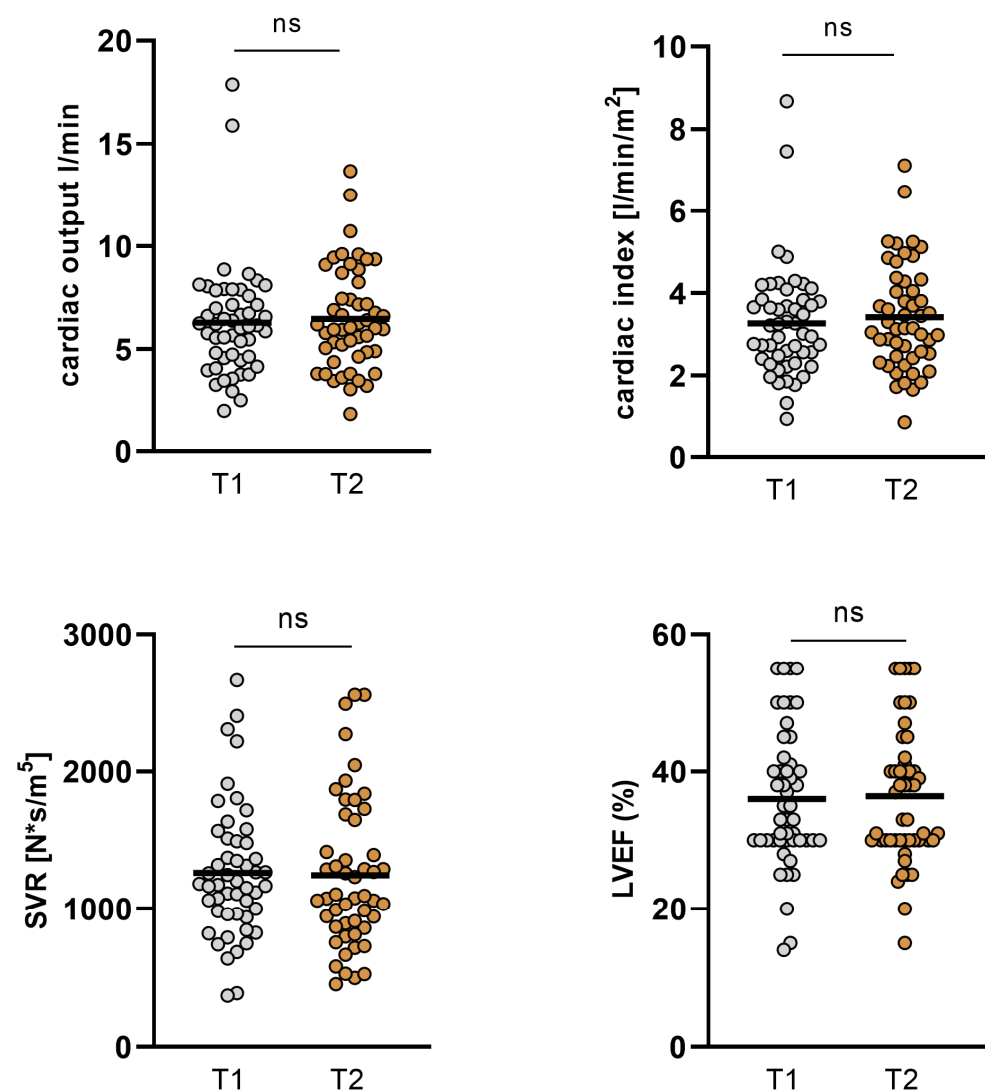 ns
20
15
10
5
0
cardiac output l/min
T1
T2
ns
10
8
6
4
2
0
cardiac index [l/min/m²]
T1
T2
ns
3000
2000
1000
0
SVR [N*s/m⁵]
T1
T2
ns
60
40
20
0
LVEF (%)
T1
T2